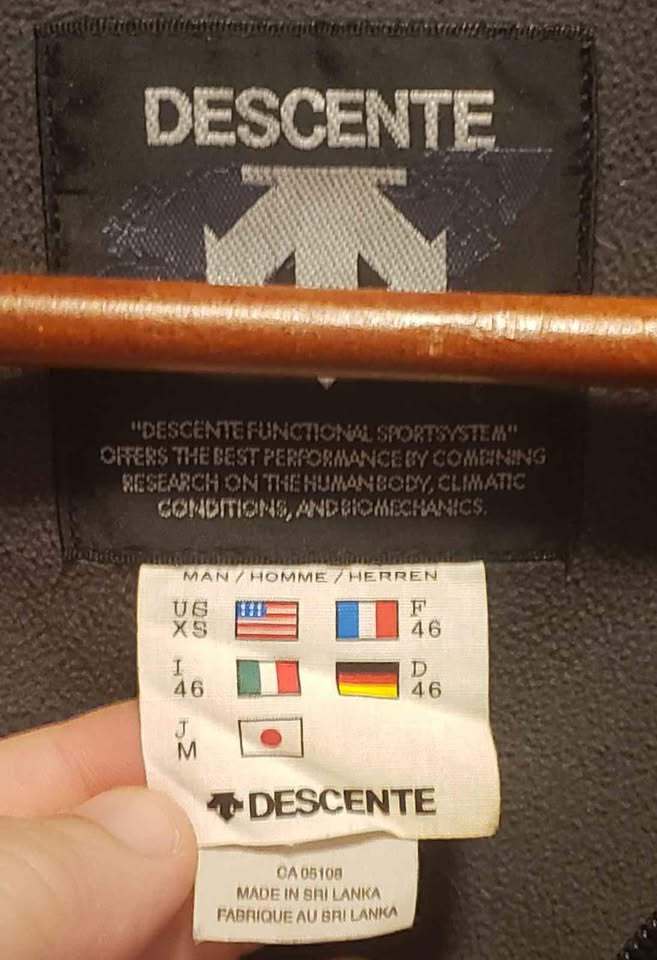 DESCENTE
"DESCENTE FUNCTIONAL SPORTSYSTEM"
OFFERS THE BEST PERFORMANCE BY COMBINING
RESEARCH ON THE HUMAN BODY, CLIMATIC
CONDITIONS, AND BIOMECHANICS.
MAN / HOMME / HERREN
US F
XS 46
I D
46 46
J
M
DESCENTE
CA 05108
MADE IN SRI LANKA
FABRIQUE AU SRI LANKA